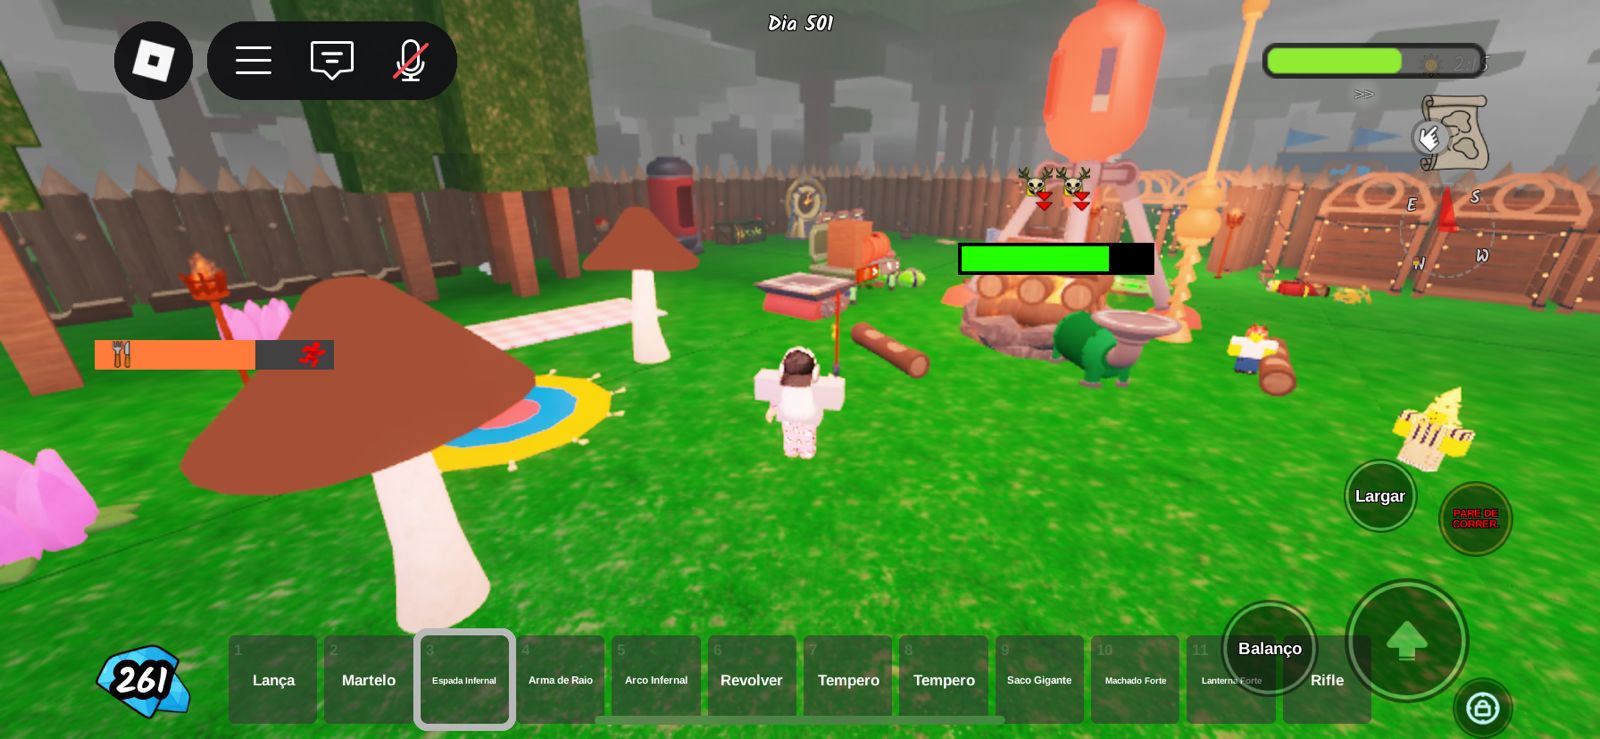 Dia 501
2:15
S
E
W
N
Largar
PARE DE
CORRER.
261
1
Lança
2
Martelo
3
Espada Infernal
4
Arma de Raio
5
Arco Infernal
6
Revolver
7
Tempero
8
Tempero
9
Saco Gigante
10
Machado Forte
11
Lanterna Forte
Balanço
Rifle